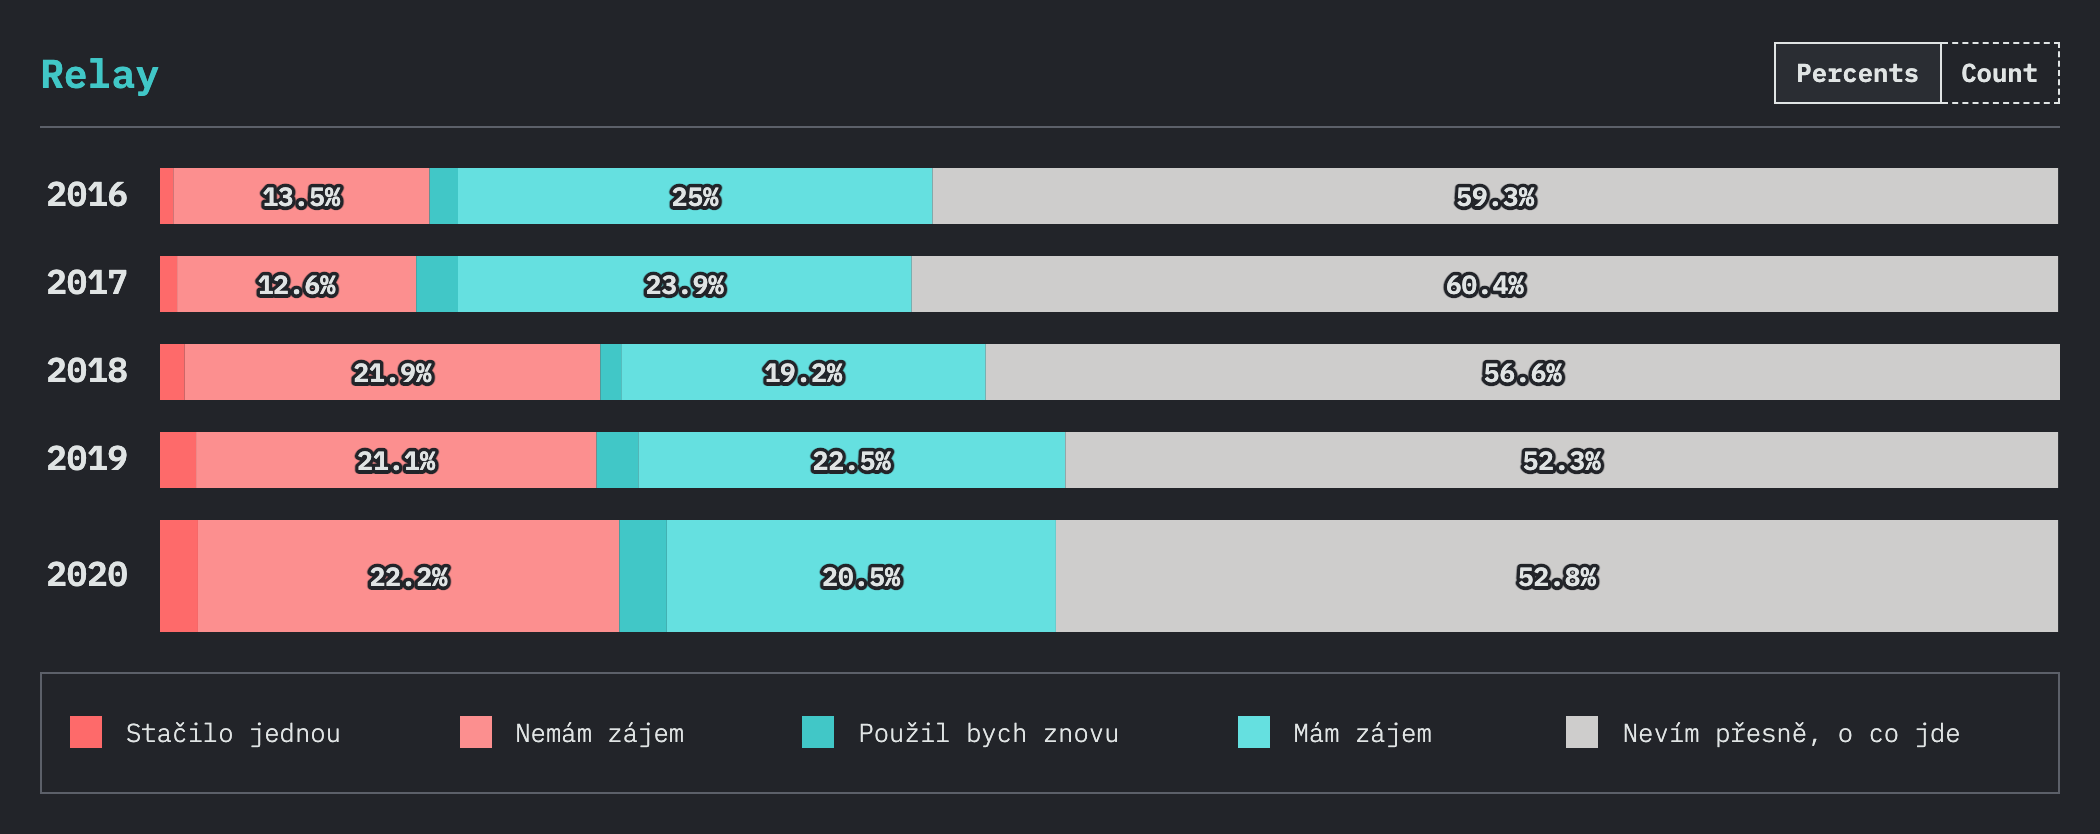 Relay
Percents Count
2016 13.5% 25% 59.3%
2017 12.6% 23.9% 60.4%
2018 21.9% 19.2% 56.6%
2019 21.1% 22.5% 52.3%
2020 22.2% 20.5% 52.8%
Stačilo jednou Nemám zájem Použil bych znovu Mám zájem Nevím přesně, o co jde